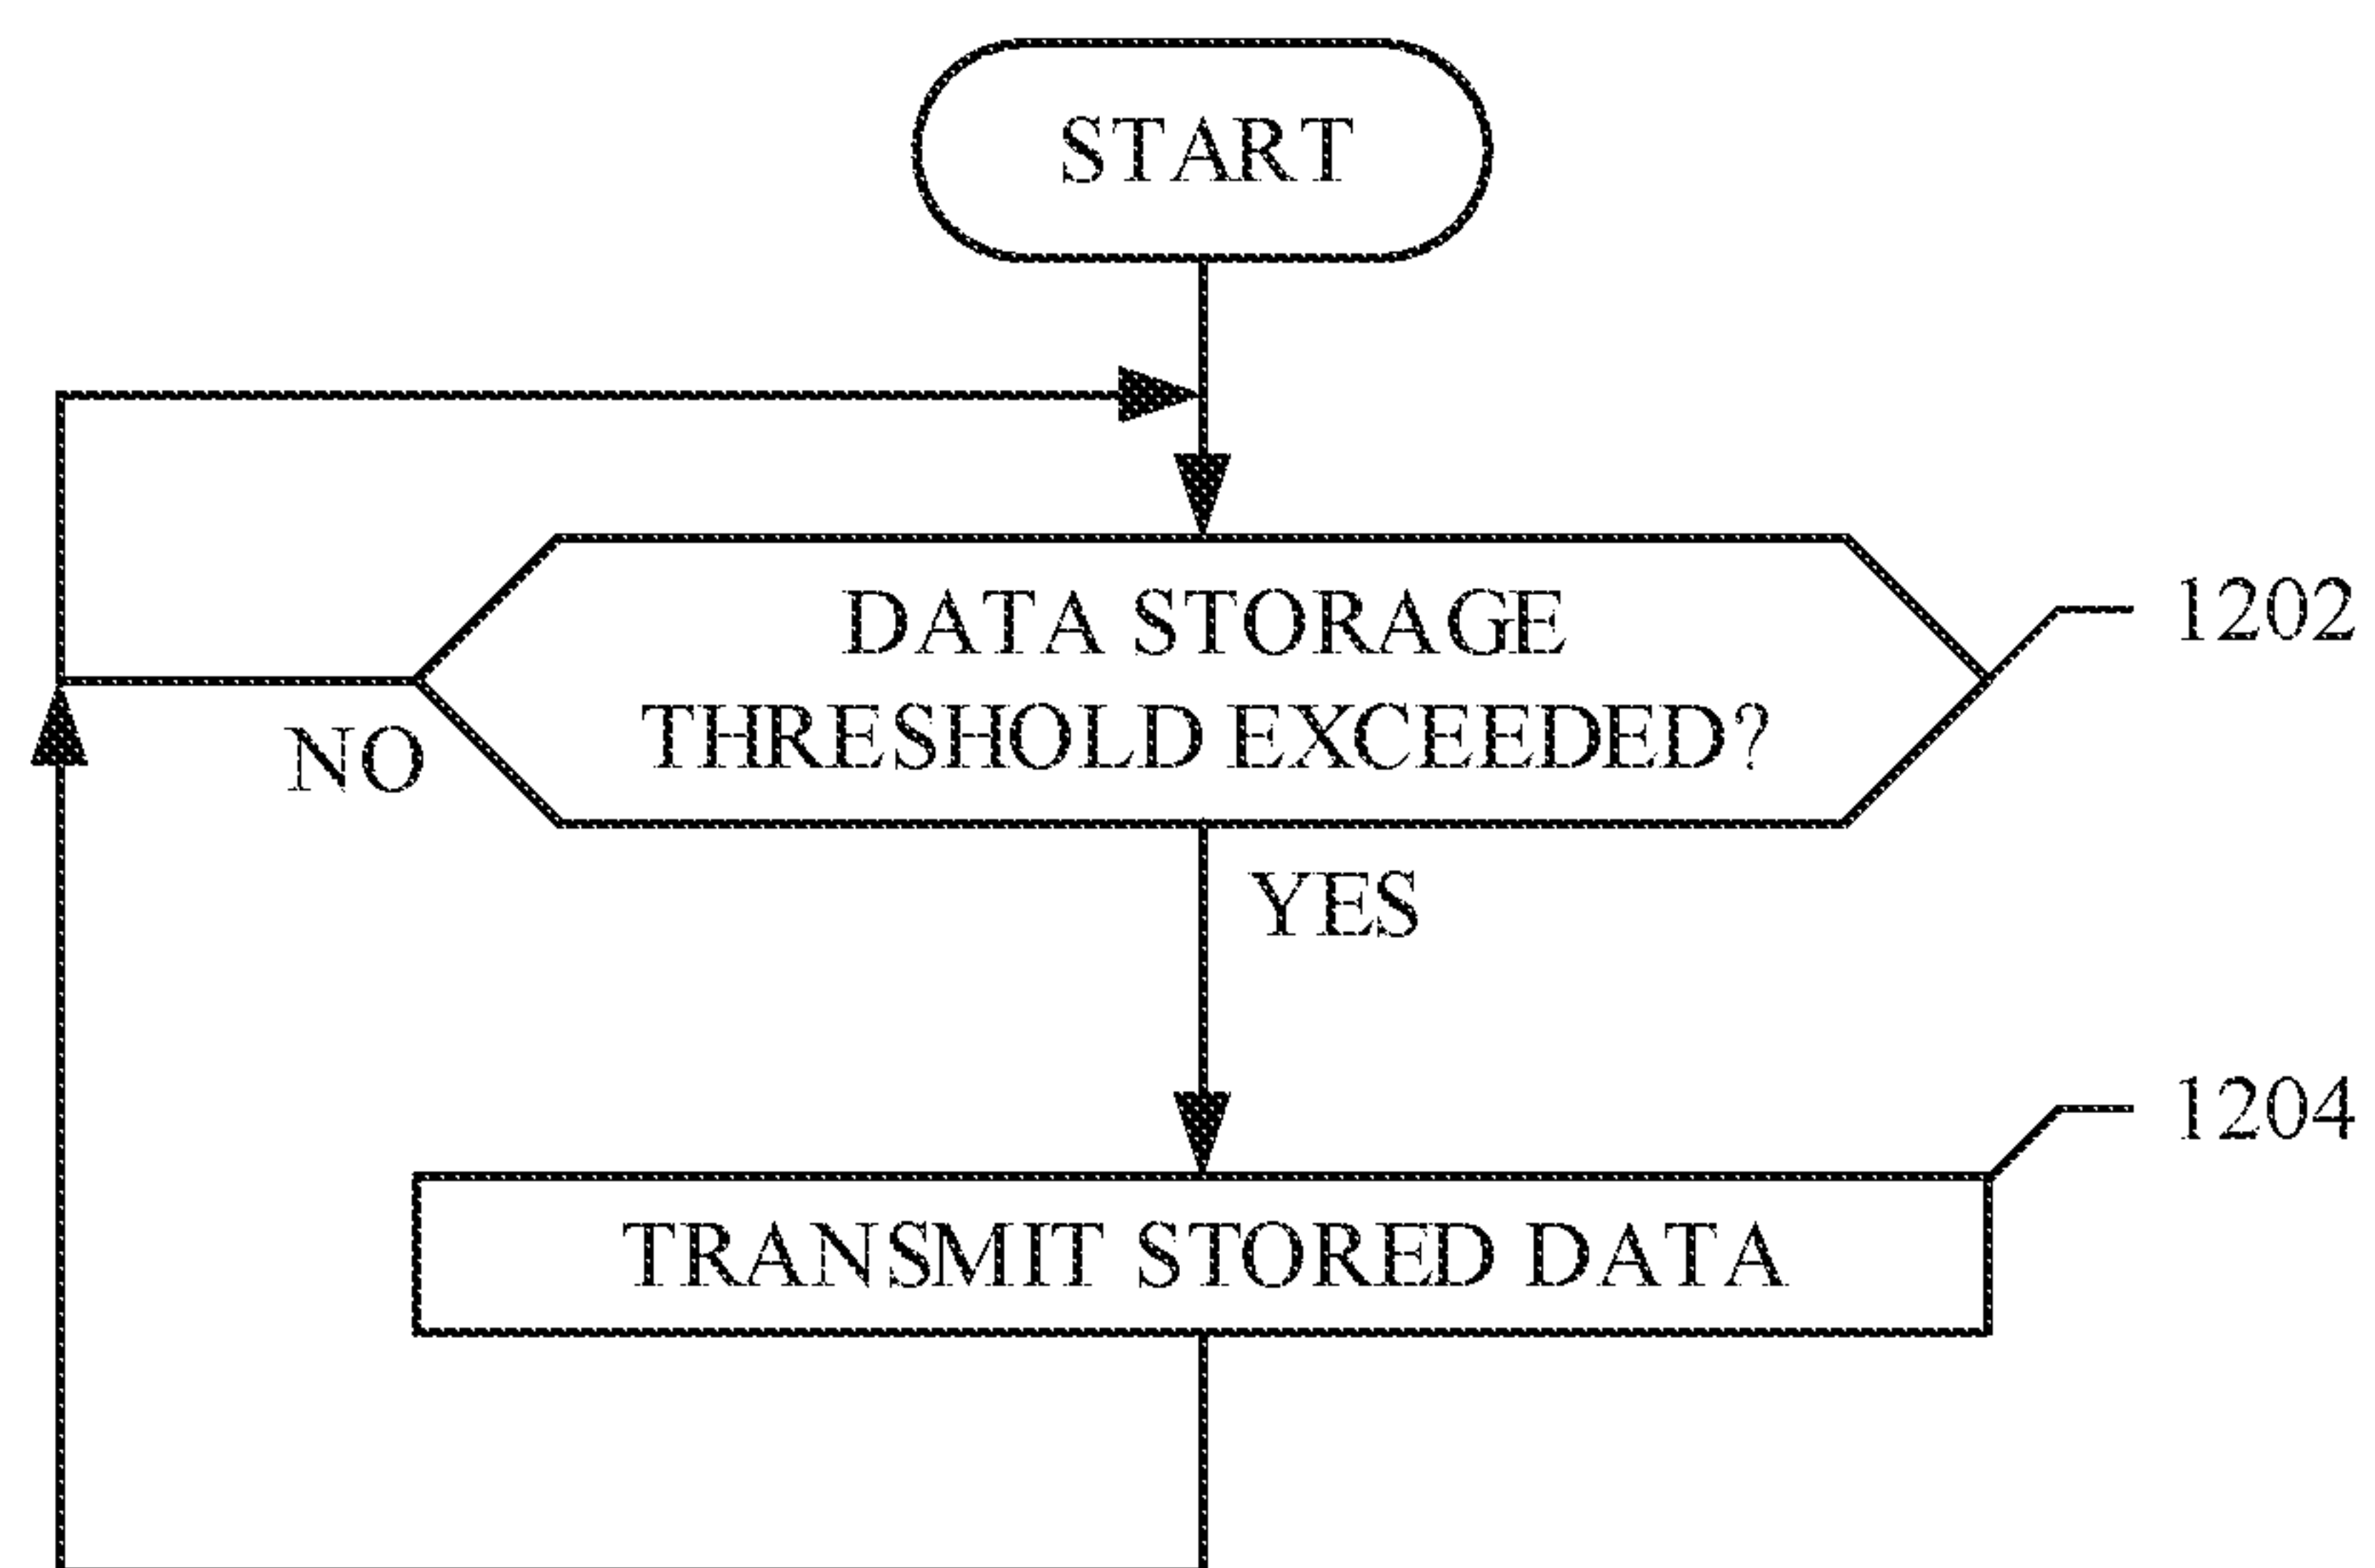 START
DATA STORAGE
1202
THRESHOLD EXCEEDED?
NO
YES
1204
TRANSMIT STORED DATA